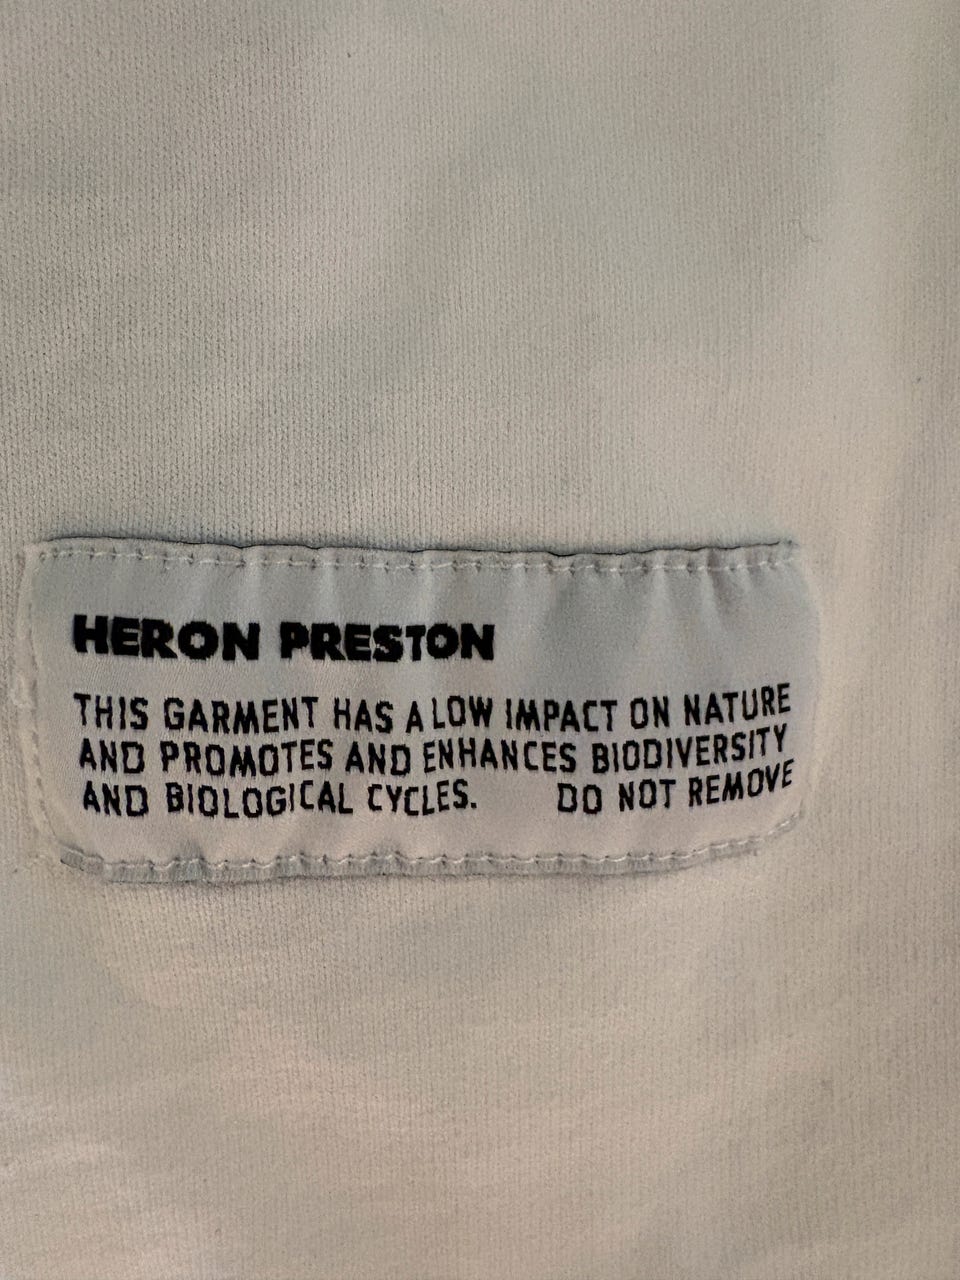 HERON PRESTON
THIS GARMENT HAS A LOW IMPACT ON NATURE
AND PROMOTES AND ENHANCES BIODIVERSITY
AND BIOLOGICAL CYCLES. DO NOT REMOVE